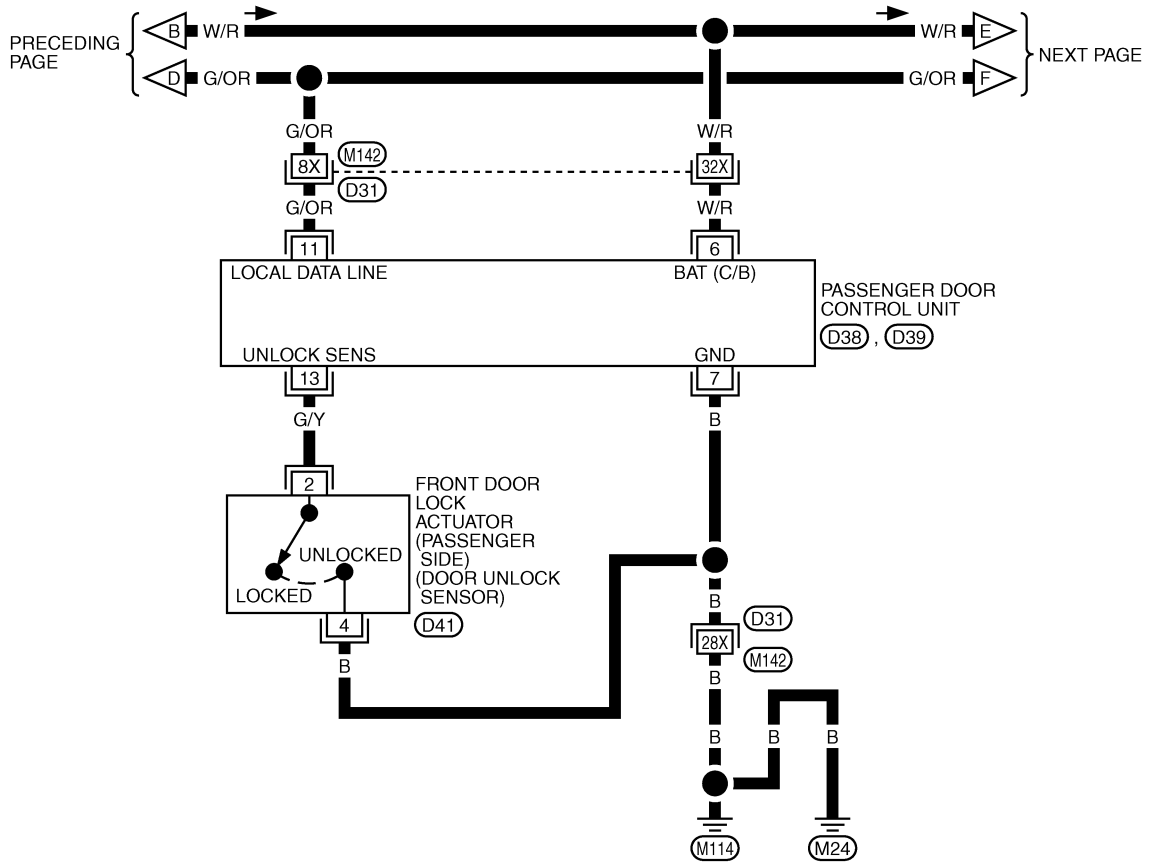 PRECEDING
PAGE
B
W/R
W/R
E
D
G/OR
G/OR
F
NEXT PAGE
G/OR
W/R
8X
M142
32X
D31
G/OR
W/R
11
6
LOCAL DATA LINE
BAT (C/B)
PASSENGER DOOR
CONTROL UNIT
D38 , D39
UNLOCK SENS
GND
13
7
G/Y
B
2
FRONT DOOR
LOCK
ACTUATOR
(PASSENGER
SIDE)
(DOOR UNLOCK
SENSOR)
UNLOCKED
LOCKED
4
D41
B
B
D31
28X
M142
B
B
B
B
M114
M24